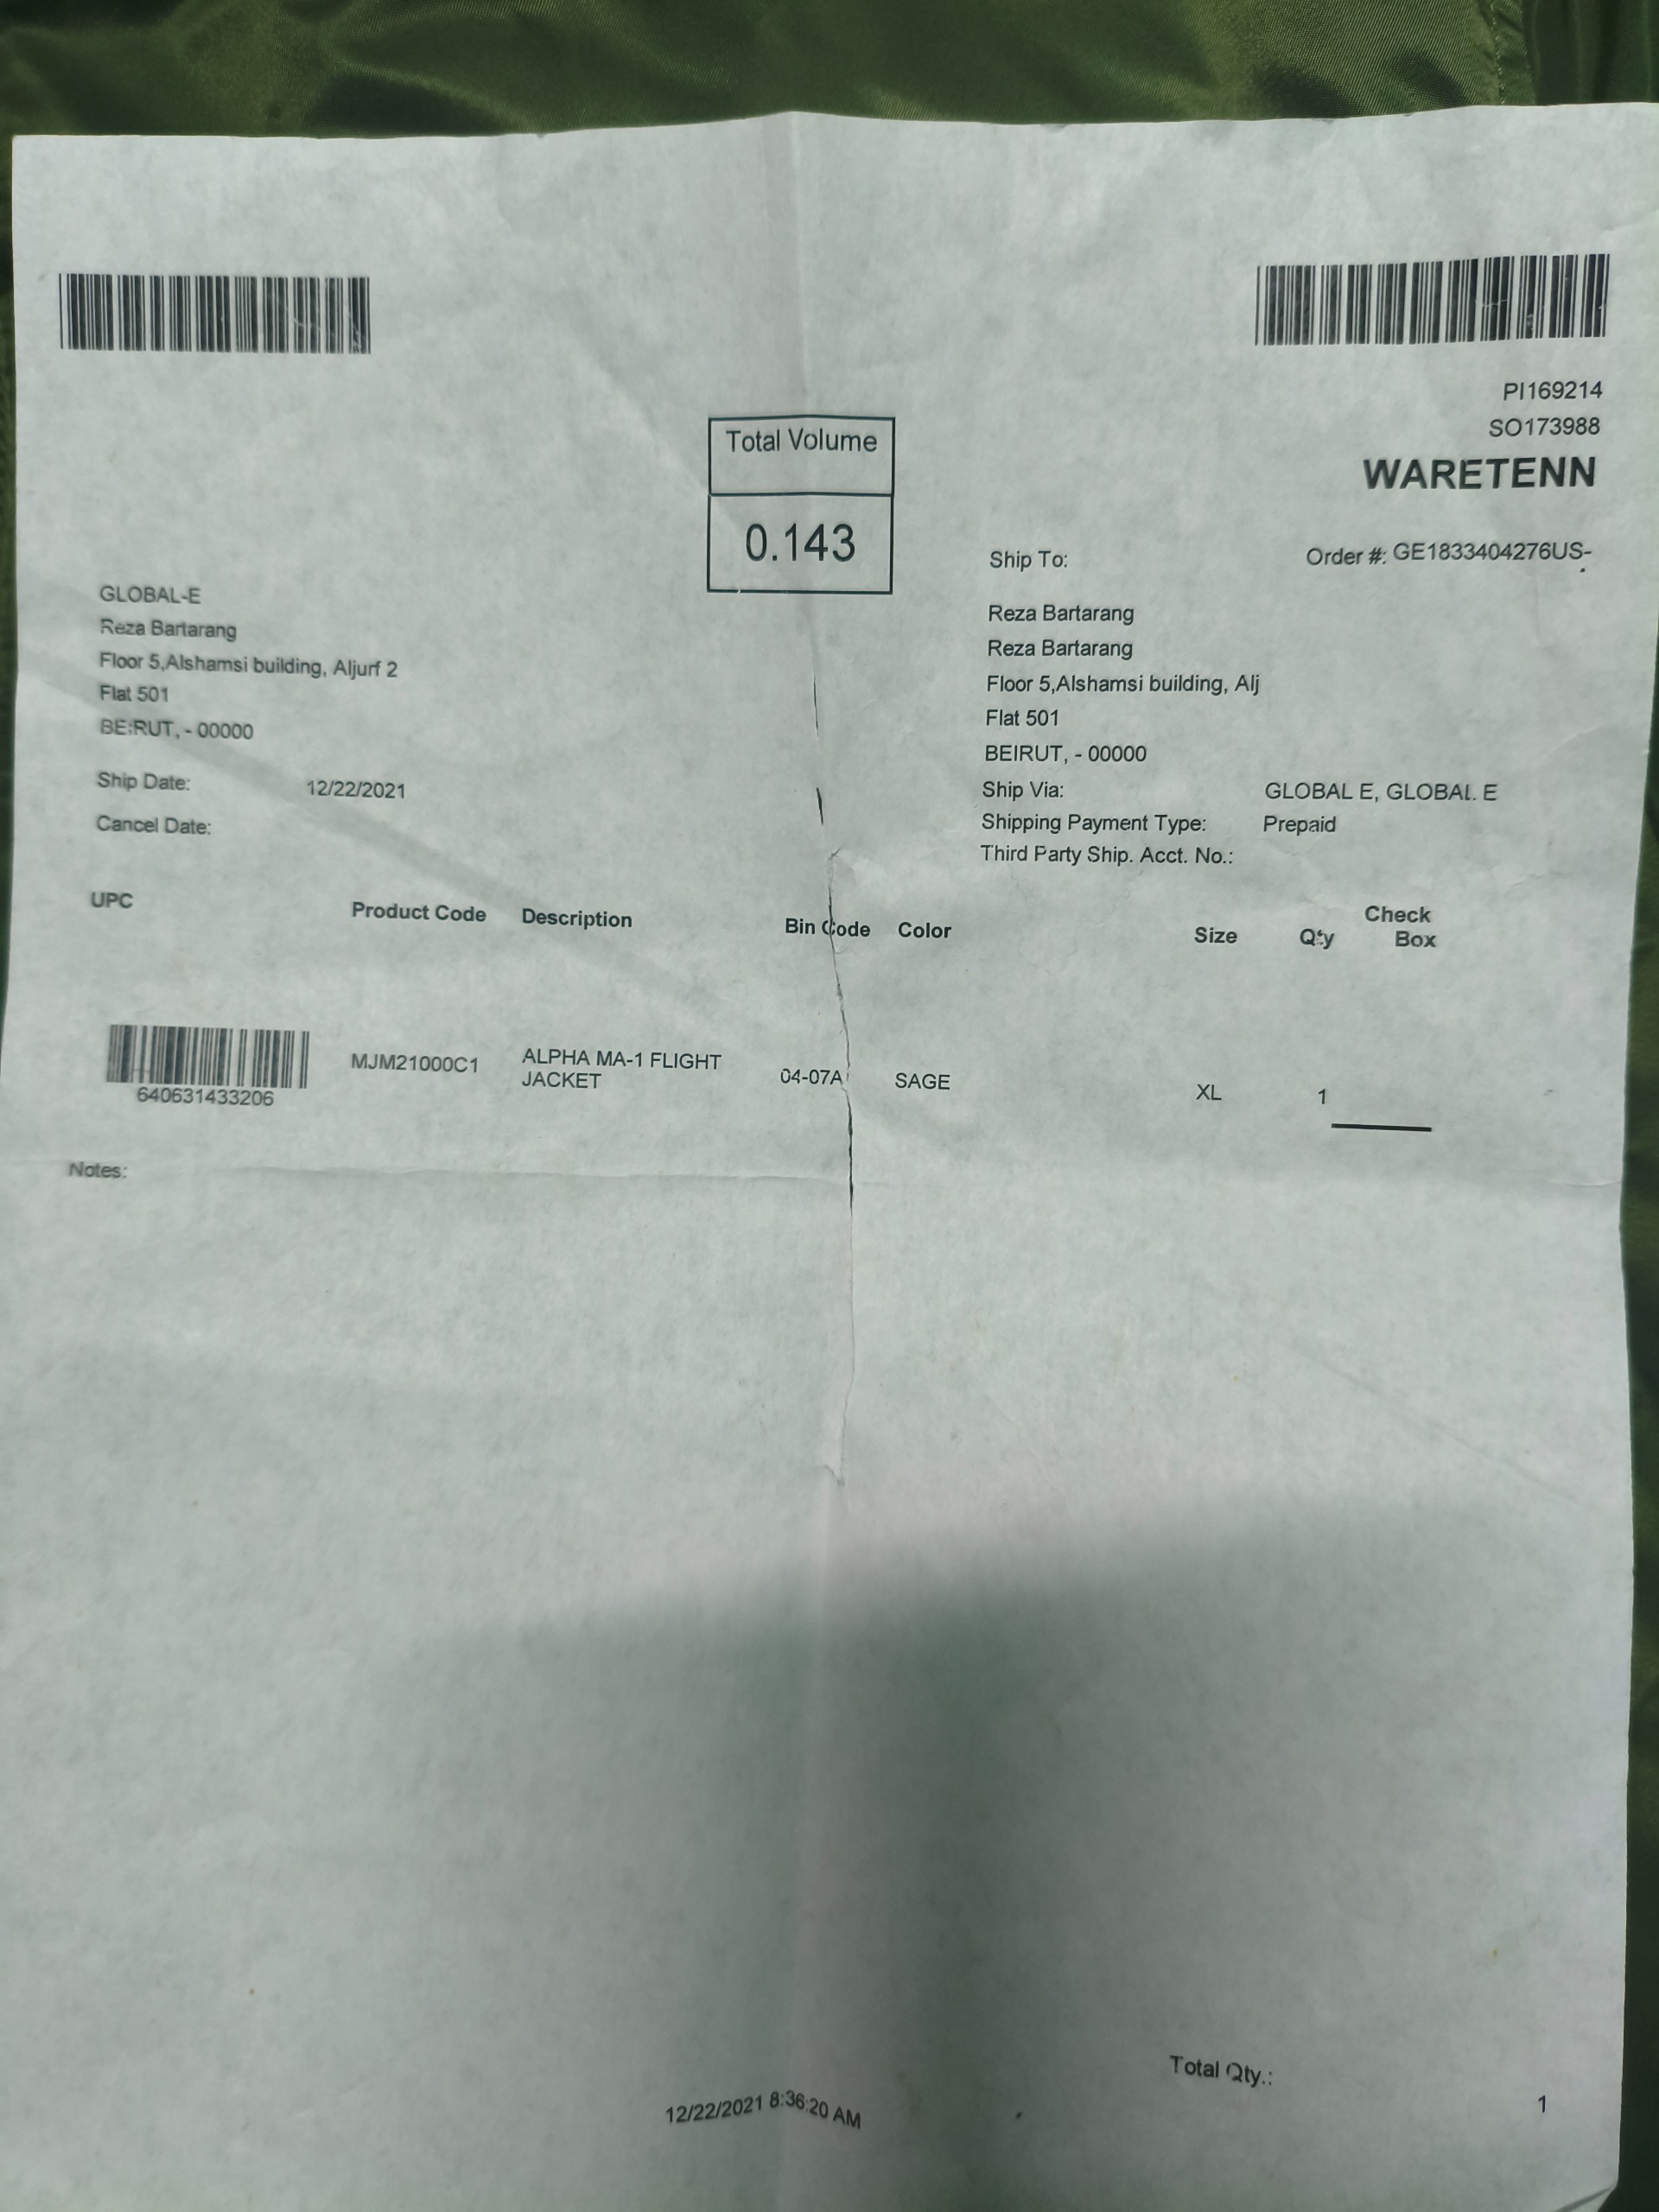 PI169214
SO173988
WARETENN
Total Volume
0.143
Ship To:
Order #: GE1833404276US-
GLOBAL-E
Reza Bartarang
Floor 5,Alshamsi building, Aljurf 2
Flat 501
BEIRUT, - 00000
Reza Bartarang
Reza Bartarang
Floor 5,Alshamsi building, Alj
Flat 501
BEIRUT, - 00000
Ship Date: 12/22/2021
Cancel Date:
Ship Via: GLOBAL E, GLOBAL E
Shipping Payment Type: Prepaid
Third Party Ship. Acct. No.:
UPC Product Code Description Bin Code Color Size Qty Check Box
640631433206 MJM21000C1 ALPHA MA-1 FLIGHT JACKET 04-07A SAGE XL 1
Notes:
Total Qty.: 1
12/22/2021 8:36:20 AM